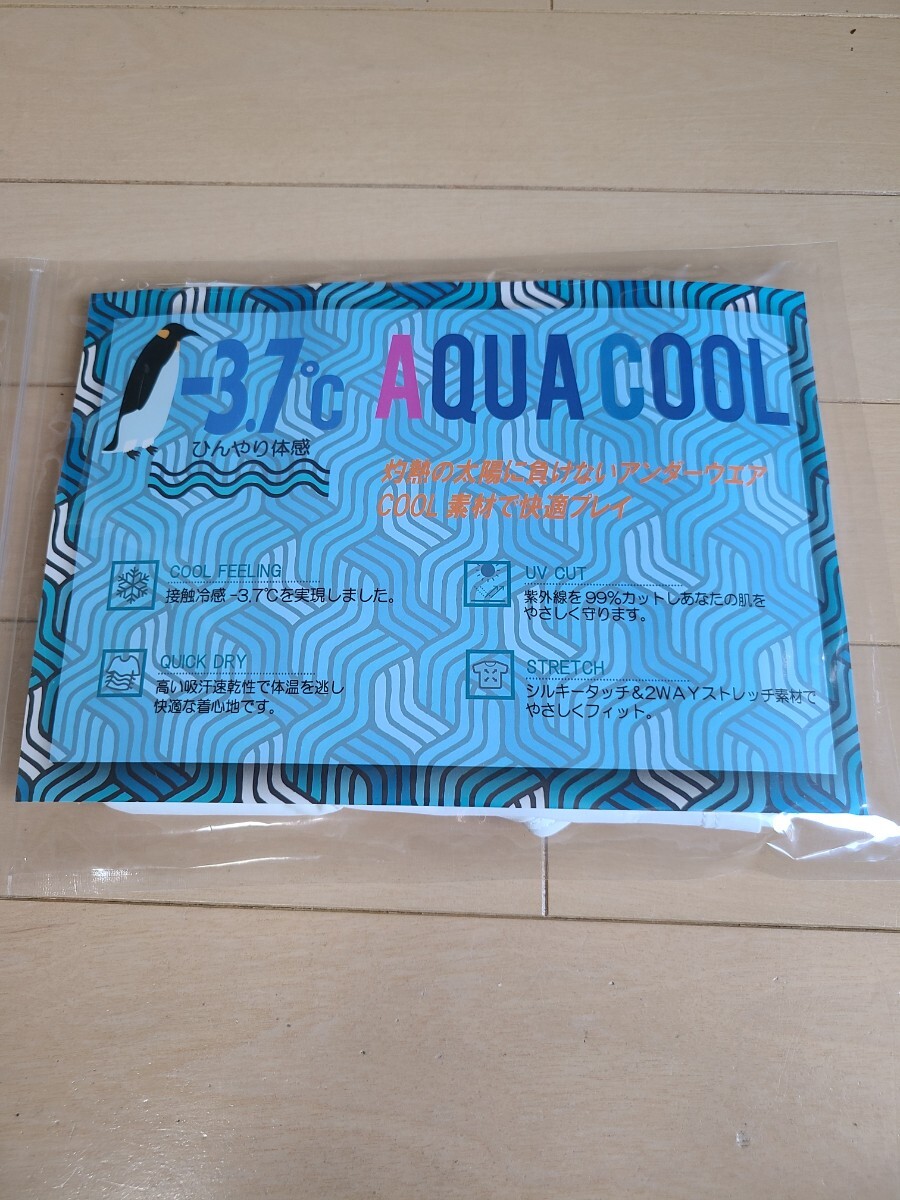 -3.7℃
ひんやり体感
AQUA COOL
灼熱の太陽に負けないアンダーウエア
COOL 素材で快適プレイ
COOL FEELING
接触冷感-3.7℃を実現しました。
UV CUT
紫外線を99%カットしあなたの肌を
やさしく守ります。
QUICK DRY
高い吸汗速乾性で体温を逃し
快適な着心地です。
STRETCH
シルキータッチ&2WAYストレッチ素材で
やさしくフィット。